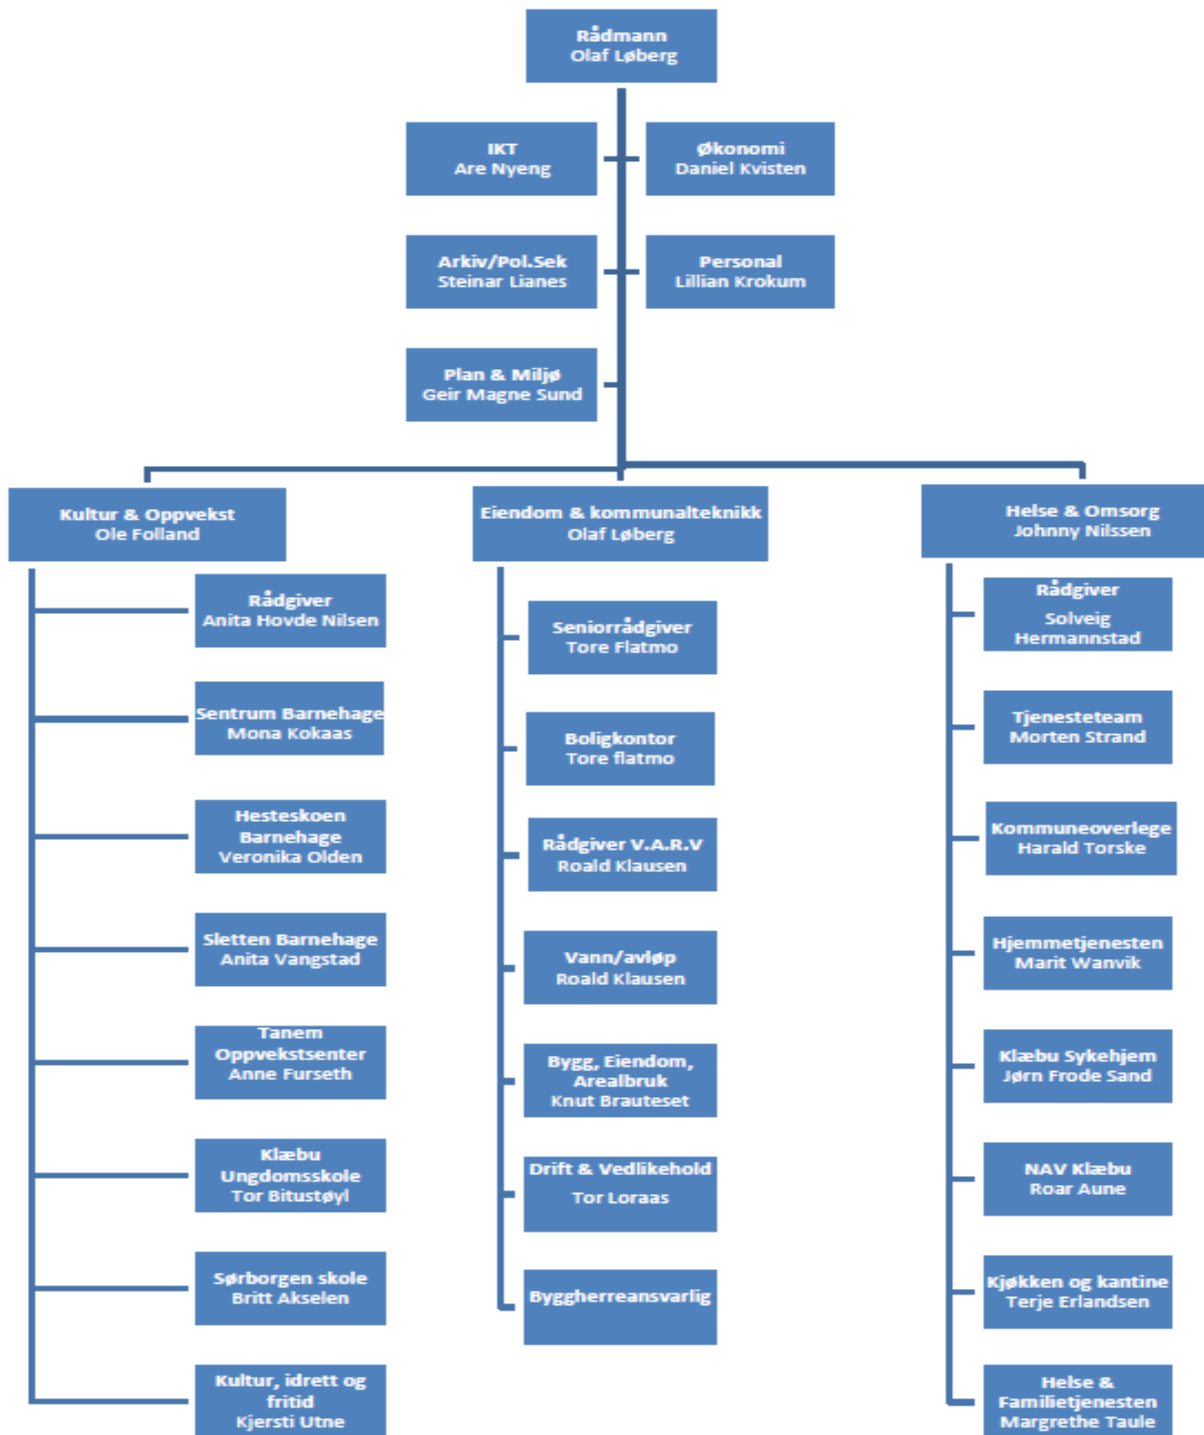 Rådmann
Olaf Løberg
IKT
Are Nyeng
Økonomi
Daniel Kvisten
Arkiv/Pol.Sek
Steinar Lianes
Personal
Lillian Krokum
Plan & Miljø
Geir Magne Sund
Kultur & Oppvekst
Ole Folland
Rådgiver
Anita Hovde Nilsen
Sentrum Barnehage
Mona Kokaas
Hesteskoen
Barnehage
Veronika Olden
Sletten Barnehage
Anita Vangstad
Tanem
Oppvekstsenter
Anne Furseth
Klæbu
Ungdomsskole
Tor Bitustøyl
Sørborgen skole
Britt Akselen
Kultur, idrett og
fritid
Kjersti Utne
Eiendom & kommunalteknikk
Olaf Løberg
Seniorrådgiver
Tore Flatmo
Boligkontor
Tore flatmo
Rådgiver V.A.R.V
Roald Klausen
Vann/avløp
Roald Klausen
Bygg, Eiendom,
Arealbruk
Knut Brauteset
Drift & Vedlikehold
Tor Loraas
Byggherreansvarlig
Helse & Omsorg
Johnny Nilssen
Rådgiver
Solveig
Hermannstad
Tjenesteteam
Morten Strand
Kommuneoverlege
Harald Torske
Hjemmetjenesten
Marit Wanvik
Klæbu Sykehjem
Jørn Frode Sand
NAV Klæbu
Roar Aune
Kjøkken og kantine
Terje Erlandsen
Helse &
Familietjenesten
Margrethe Taule